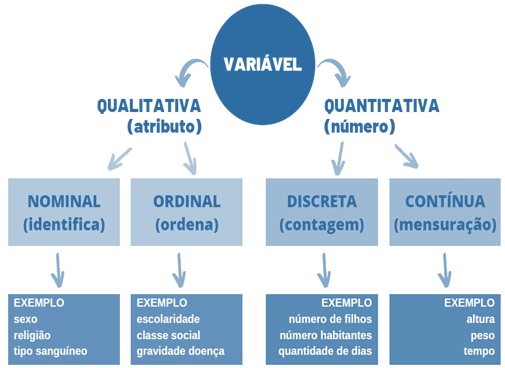 VARIÁVEL
QUALITATIVA
(atributo)
QUANTITATIVA
(número)
NOMINAL
(identifica)
ORDINAL
(ordena)
DISCRETA
(contagem)
CONTÍNUA
(mensuração)
EXEMPLO
sexo
religião
tipo sanguíneo
EXEMPLO
escolaridade
classe social
gravidade doença
EXEMPLO
número de filhos
número habitantes
quantidade de dias
EXEMPLO
altura
peso
tempo